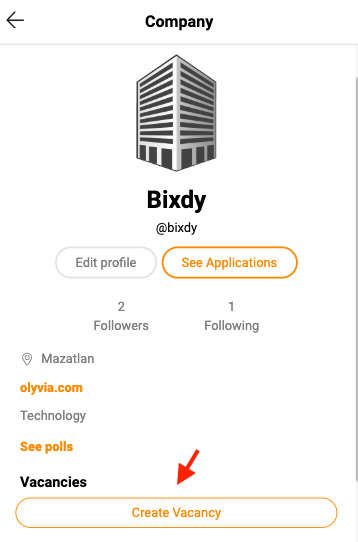 Company
Bixdy
@bixdy
Edit profile
See Applications
2
Followers
1
Following
Mazatlan
olyvia.com
Technology
See polls
Vacancies
Create Vacancy